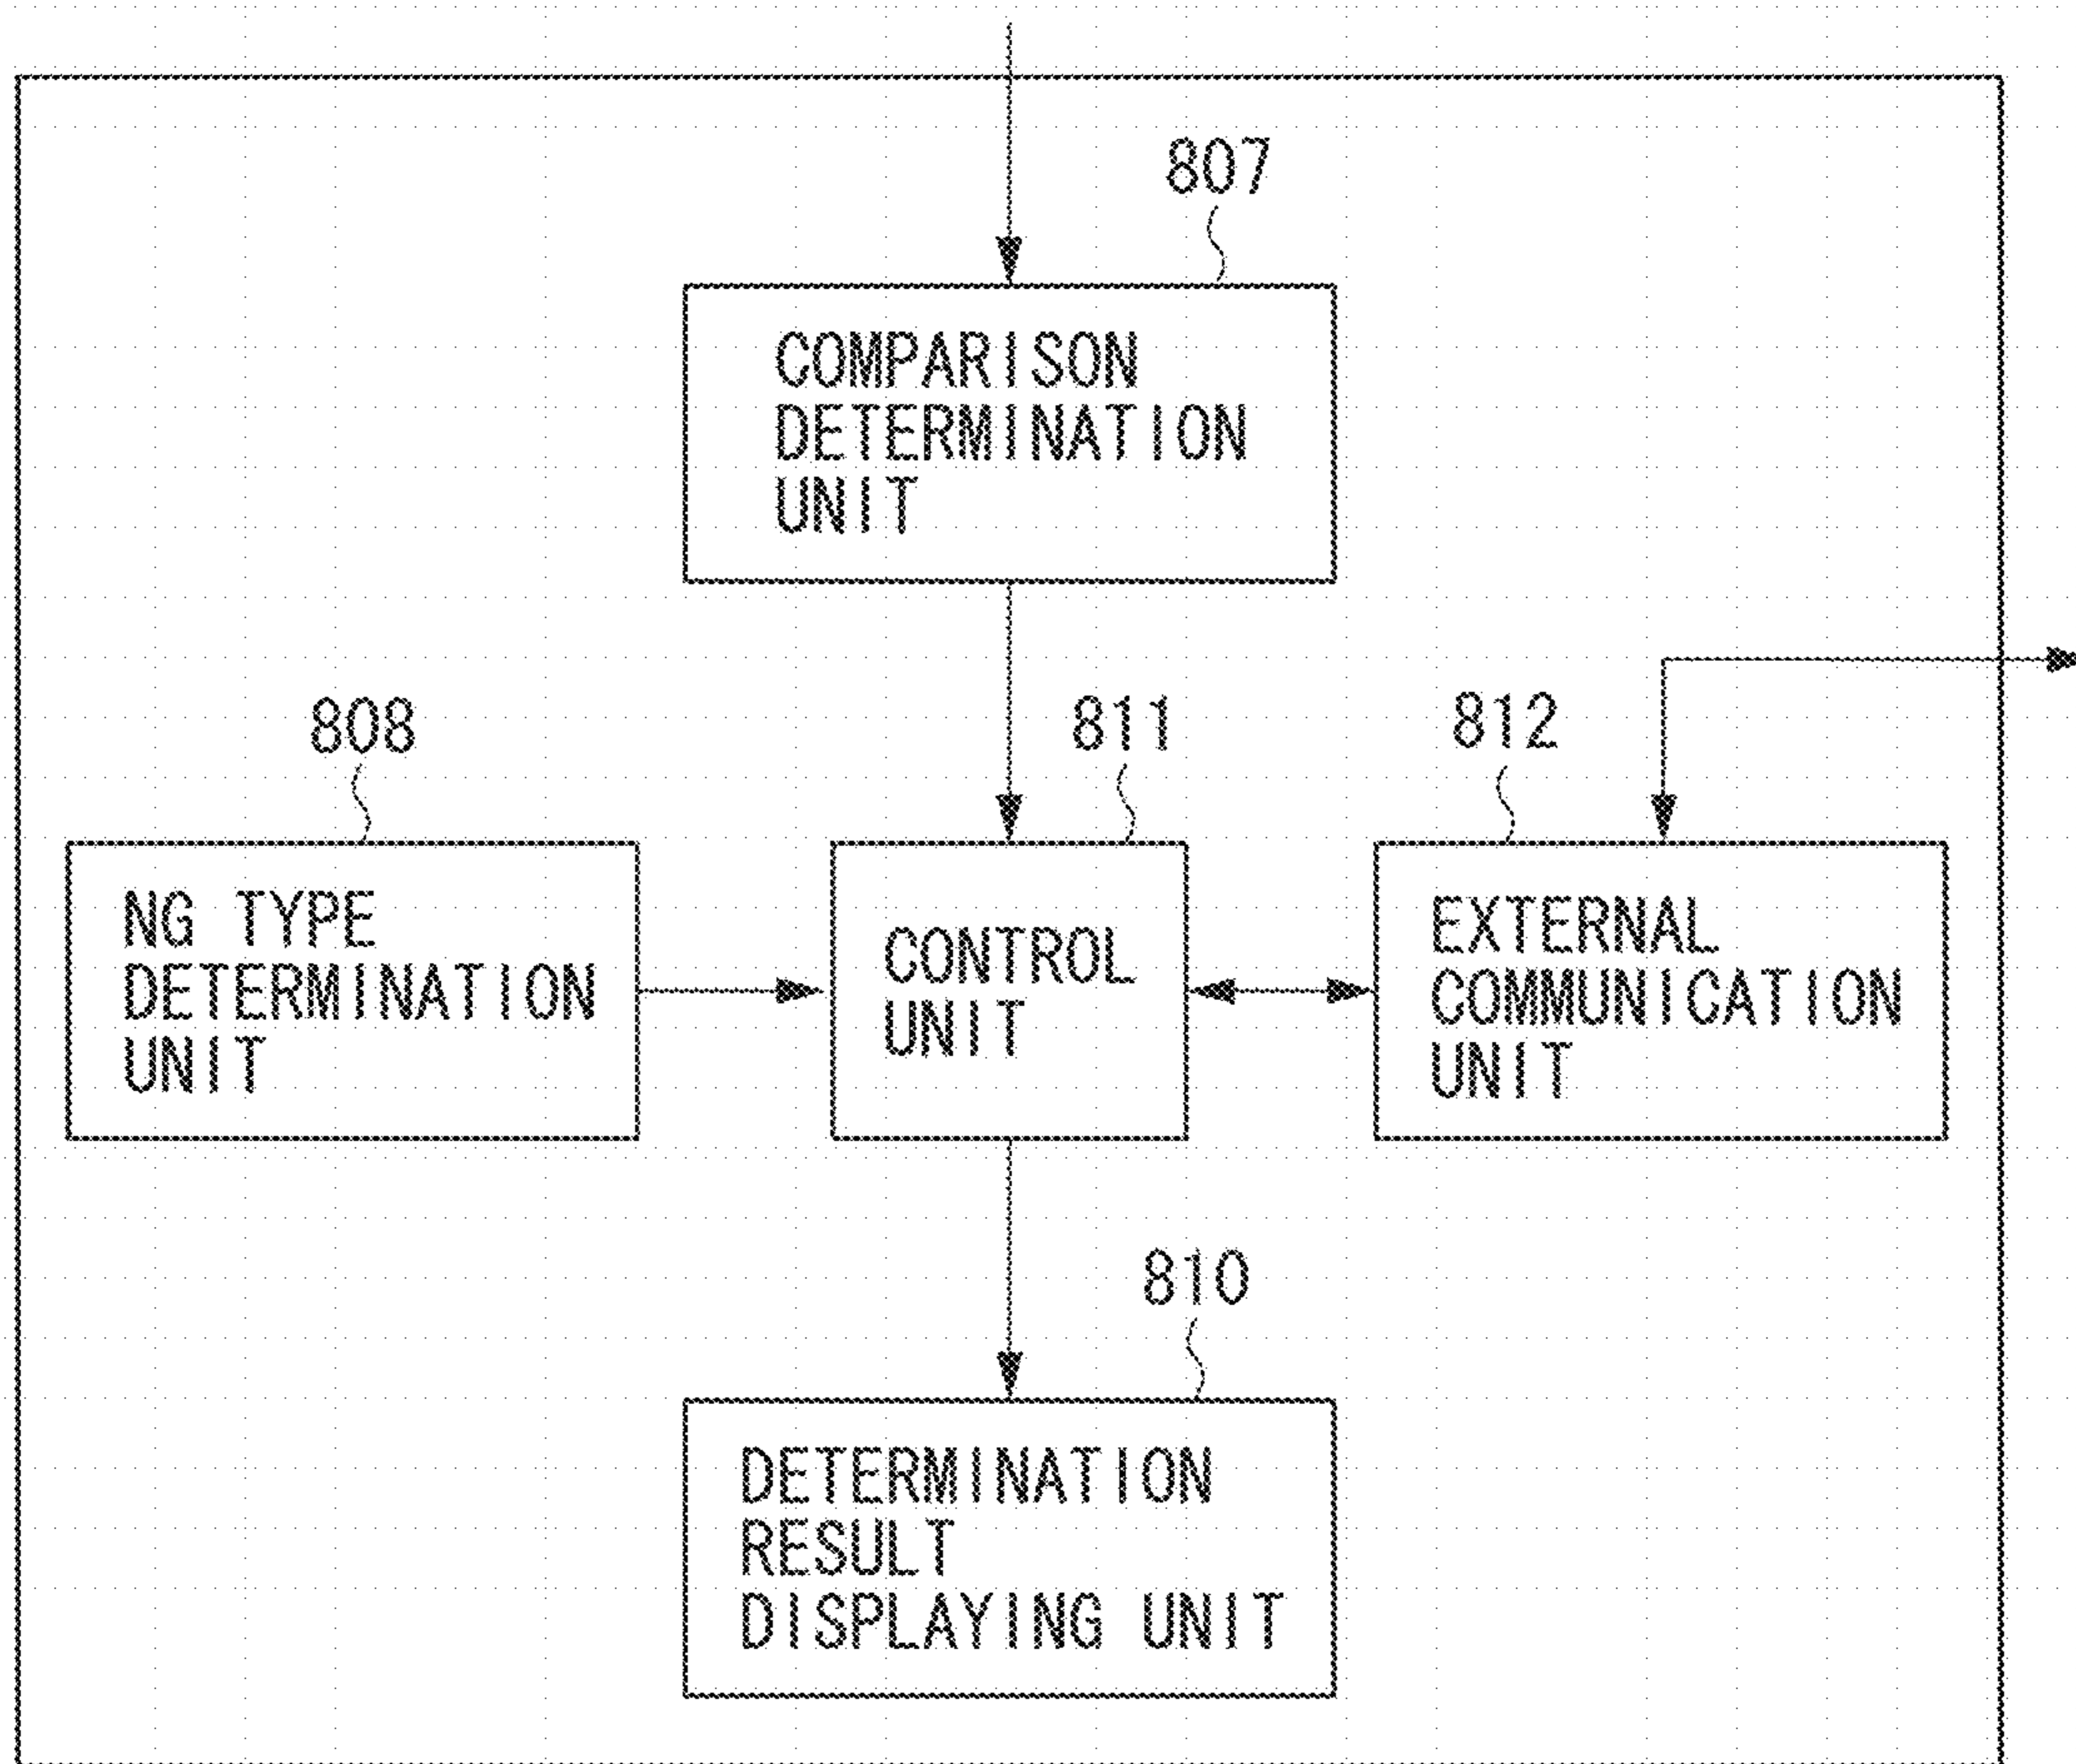 807
COMPARISON
DETERMINATION
UNIT
808
811
812
NG TYPE
DETERMINATION
UNIT
CONTROL
UNIT
EXTERNAL
COMMUNICATION
UNIT
810
DETERMINATION
RESULT
DISPLAYING UNIT